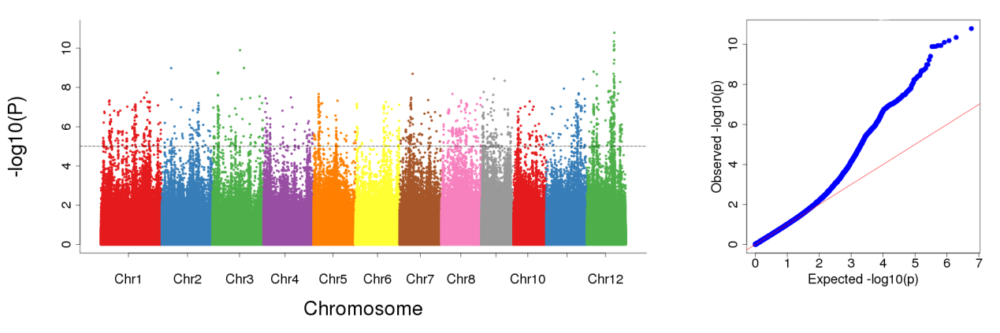 -log10(P)
10
8
6
4
2
0
Chr1 Chr2 Chr3 Chr4 Chr5 Chr6 Chr7 Chr8 Chr10 Chr12
Chromosome
Observed -log10(p)
10
8
6
4
2
0
0 1 2 3 4 5 6 7
Expected -log10(p)